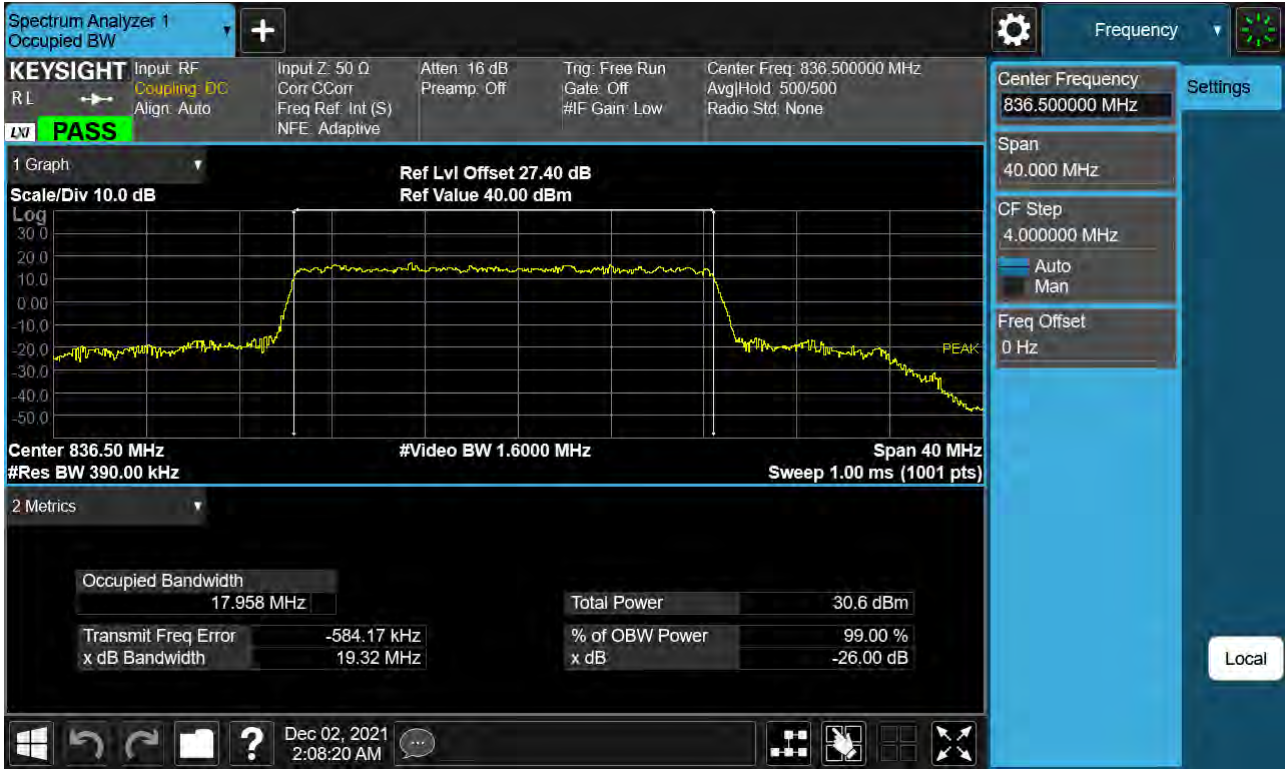 Spectrum Analyzer 1
Occupied BW
+
Frequency
KEYSIGHT
RL
LXI PASS
Input: RF
Coupling: DC
Align: Auto
Input Z: 50 Ω
Corr CCorr
Freq Ref: Int (S)
NFE: Adaptive
Atten: 16 dB
Preamp: Off
Trig: Free Run
Gate: Off
#IF Gain: Low
Center Freq: 836.500000 MHz
Avg|Hold: 500/500
Radio Std: None
Center Frequency
836.500000 MHz
Settings
Span
40.000 MHz
CF Step
4.000000 MHz
Auto
Man
Freq Offset
0 Hz
Local
1 Graph
Scale/Div 10.0 dB
Ref Lvl Offset 27.40 dB
Ref Value 40.00 dBm
Log
30.0
20.0
10.0
0.00
-10.0
-20.0
-30.0
-40.0
-50.0
PEAK
Center 836.50 MHz
#Video BW 1.6000 MHz
Span 40 MHz
#Res BW 390.00 kHz
Sweep 1.00 ms (1001 pts)
2 Metrics
Occupied Bandwidth
17.958 MHz
Total Power 30.6 dBm
Transmit Freq Error -584.17 kHz
% of OBW Power 99.00 %
x dB Bandwidth 19.32 MHz
x dB -26.00 dB
?
Dec 02, 2021
2:08:20 AM